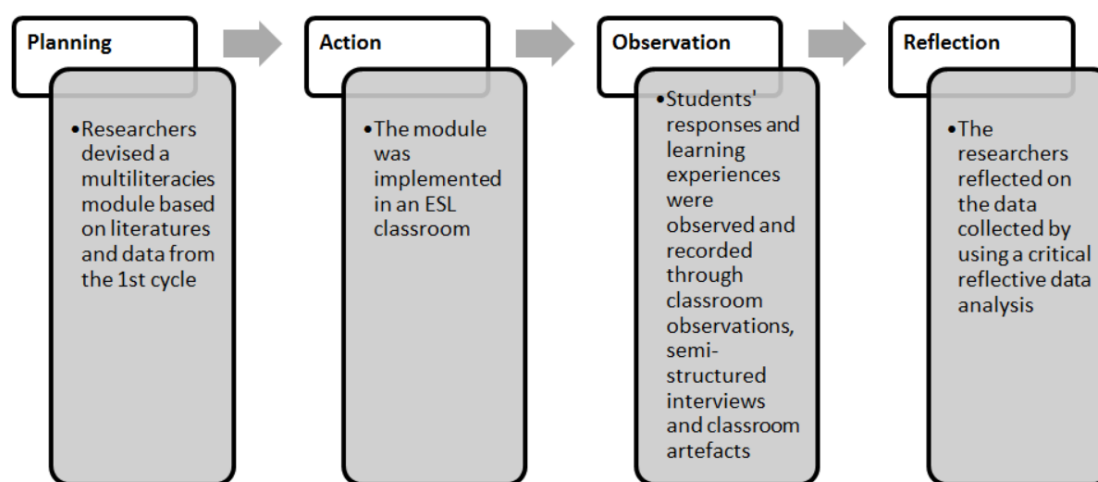 Planning
•Researchers
devised a
multiliteracies
module based
on literatures
and data from
the 1st cycle
Action
•The module
was
implemented
in an ESL
classroom
Observation
•Students'
responses and
learning
experiences
were
observed and
recorded
through
classroom
observations,
semi-
structured
interviews
and classroom
artefacts
Reflection
•The
researchers
reflected on
the data
collected by
using a critical
reflective data
analysis